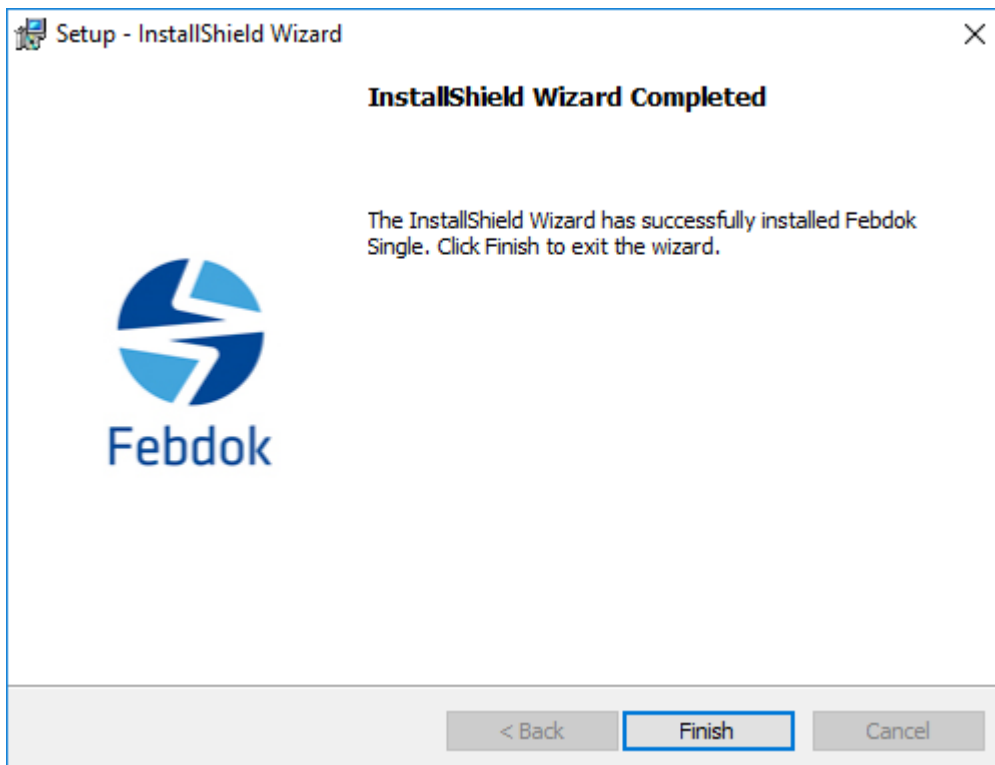 Setup - InstallShield Wizard
InstallShield Wizard Completed
The InstallShield Wizard has successfully installed Febdok
Single. Click Finish to exit the wizard.
Febdok
< Back
Finish
Cancel